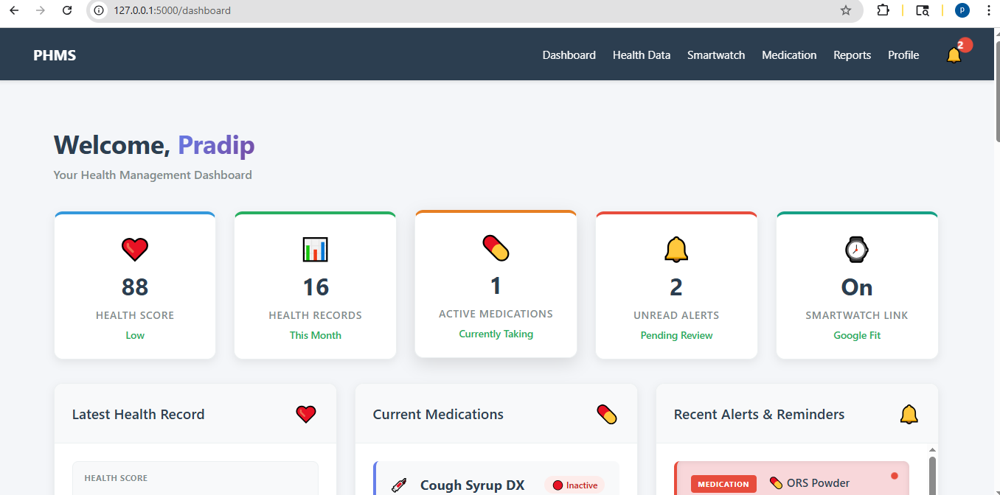 127.0.0.1:5000/dashboard
P
PHMS
Dashboard Health Data Smartwatch Medication Reports Profile
2
Welcome, Pradip
Your Health Management Dashboard
88
HEALTH SCORE
Low
16
HEALTH RECORDS
This Month
1
ACTIVE MEDICATIONS
Currently Taking
2
UNREAD ALERTS
Pending Review
On
SMARTWATCH LINK
Google Fit
Latest Health Record
HEALTH SCORE
Current Medications
Cough Syrup DX
Inactive
Recent Alerts & Reminders
MEDICATION
ORS Powder